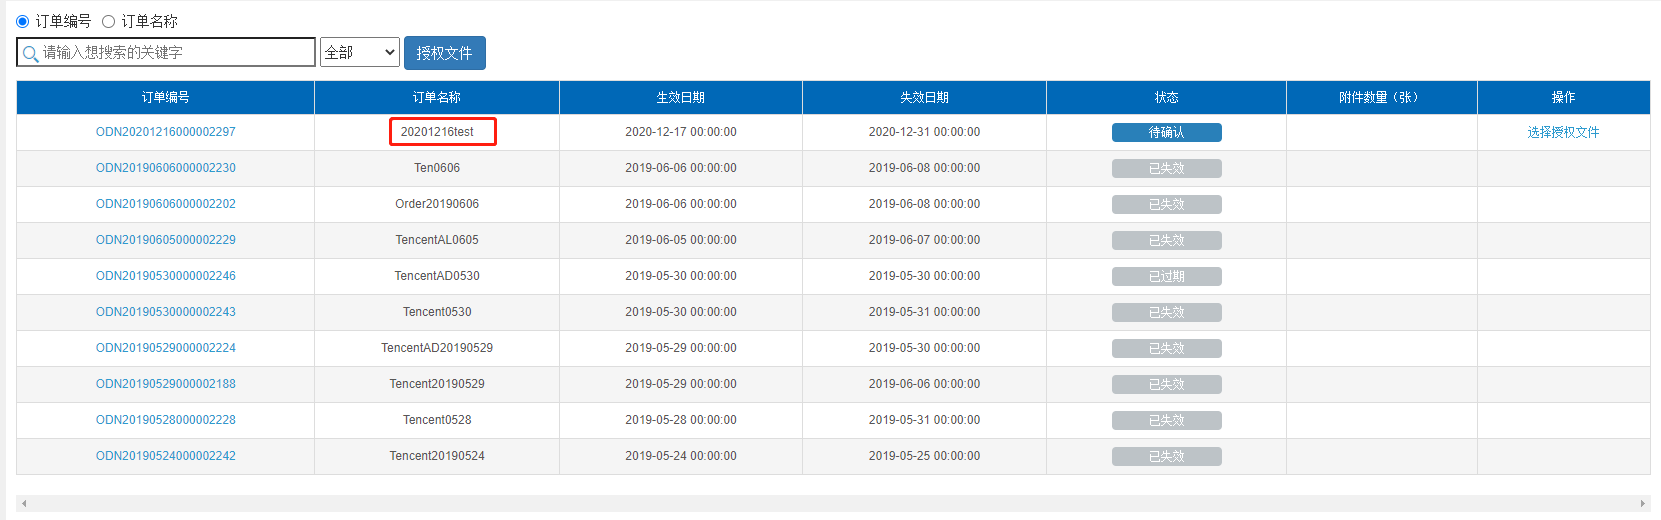 订单编号 订单名称
请输入想搜索的关键字 全部 授权文件
订单编号 订单名称 生效日期 失效日期 状态 附件数量（张） 操作
ODN20201216000002297 20201216test 2020-12-17 00:00:00 2020-12-31 00:00:00 待确认 选择授权文件
ODN20190606000002230 Ten0606 2019-06-06 00:00:00 2019-06-08 00:00:00 已失效
ODN20190606000002202 Order20190606 2019-06-06 00:00:00 2019-06-08 00:00:00 已失效
ODN20190605000002229 TencentAL0605 2019-06-05 00:00:00 2019-06-07 00:00:00 已失效
ODN20190530000002246 TencentAD0530 2019-05-30 00:00:00 2019-05-30 00:00:00 已过期
ODN20190530000002243 Tencent0530 2019-05-30 00:00:00 2019-05-31 00:00:00 已失效
ODN20190529000002224 TencentAD20190529 2019-05-29 00:00:00 2019-05-30 00:00:00 已失效
ODN20190529000002188 Tencent20190529 2019-05-29 00:00:00 2019-06-06 00:00:00 已失效
ODN20190528000002228 Tencent0528 2019-05-28 00:00:00 2019-05-31 00:00:00 已失效
ODN20190524000002242 Tencent20190524 2019-05-24 00:00:00 2019-05-25 00:00:00 已失效